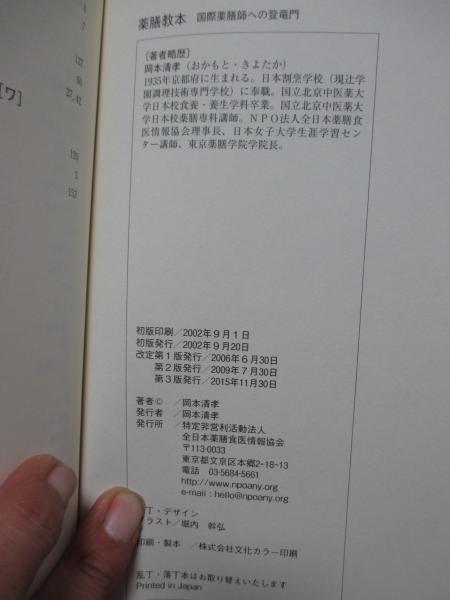 4
7
132
60
27, 42
[ワ]
139
5
153
薬膳教本　国際薬膳師への登竜門
〔著者略歴〕
岡本清孝（おかもと・きよたか）
1935年京都府に生まれる。日本割烹学校（現辻学
園調理技術専門学校）に奉職。国立北京中医薬大
学日本校食養・養生学科卒業。国立北京中医薬大
学日本校薬膳専科講師。NPO法人全日本薬膳食
医情報協会理事長、日本女子大学生涯学習セン
ター講師、東京薬膳学院学院長。
初版印刷／2002年9月1日
初版発行／2002年9月20日
改定第1版発行／2006年6月30日
第2版発行／2009年7月30日
第3版発行／2015年11月30日
著者©　／岡本清孝
発行者　／岡本清孝
発行所　／特定非営利活動法人
全日本薬膳食医情報協会
〒113-0033
東京都文京区本郷2-18-13
電話　03-5684-5661
http://www.npoany.org
e-mail : hello@npoany.org
丁・デザイン
イラスト／堀内　幹弘
印刷・製本　／株式会社文化カラー印刷
乱丁・落丁本はお取り替えいたします
Printed in Japan